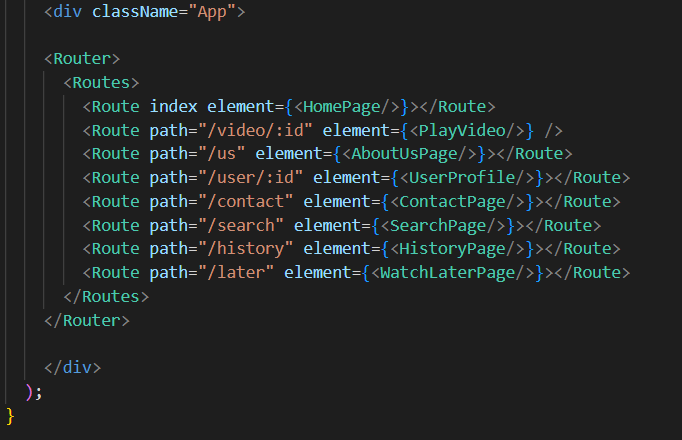 <div className="App">
<Router>
<Routes>
<Route index element={<HomePage/>}></Route>
<Route path="/video/:id" element={<PlayVideo/>} />
<Route path="/us" element={<AboutUsPage/>}></Route>
<Route path="/user/:id" element={<UserProfile/>}></Route>
<Route path="/contact" element={<ContactPage/>}></Route>
<Route path="/search" element={<SearchPage/>}></Route>
<Route path="/history" element={<HistoryPage/>}></Route>
<Route path="/later" element={<WatchLaterPage/>}></Route>
</Routes>
</Router>
</div>
);
}